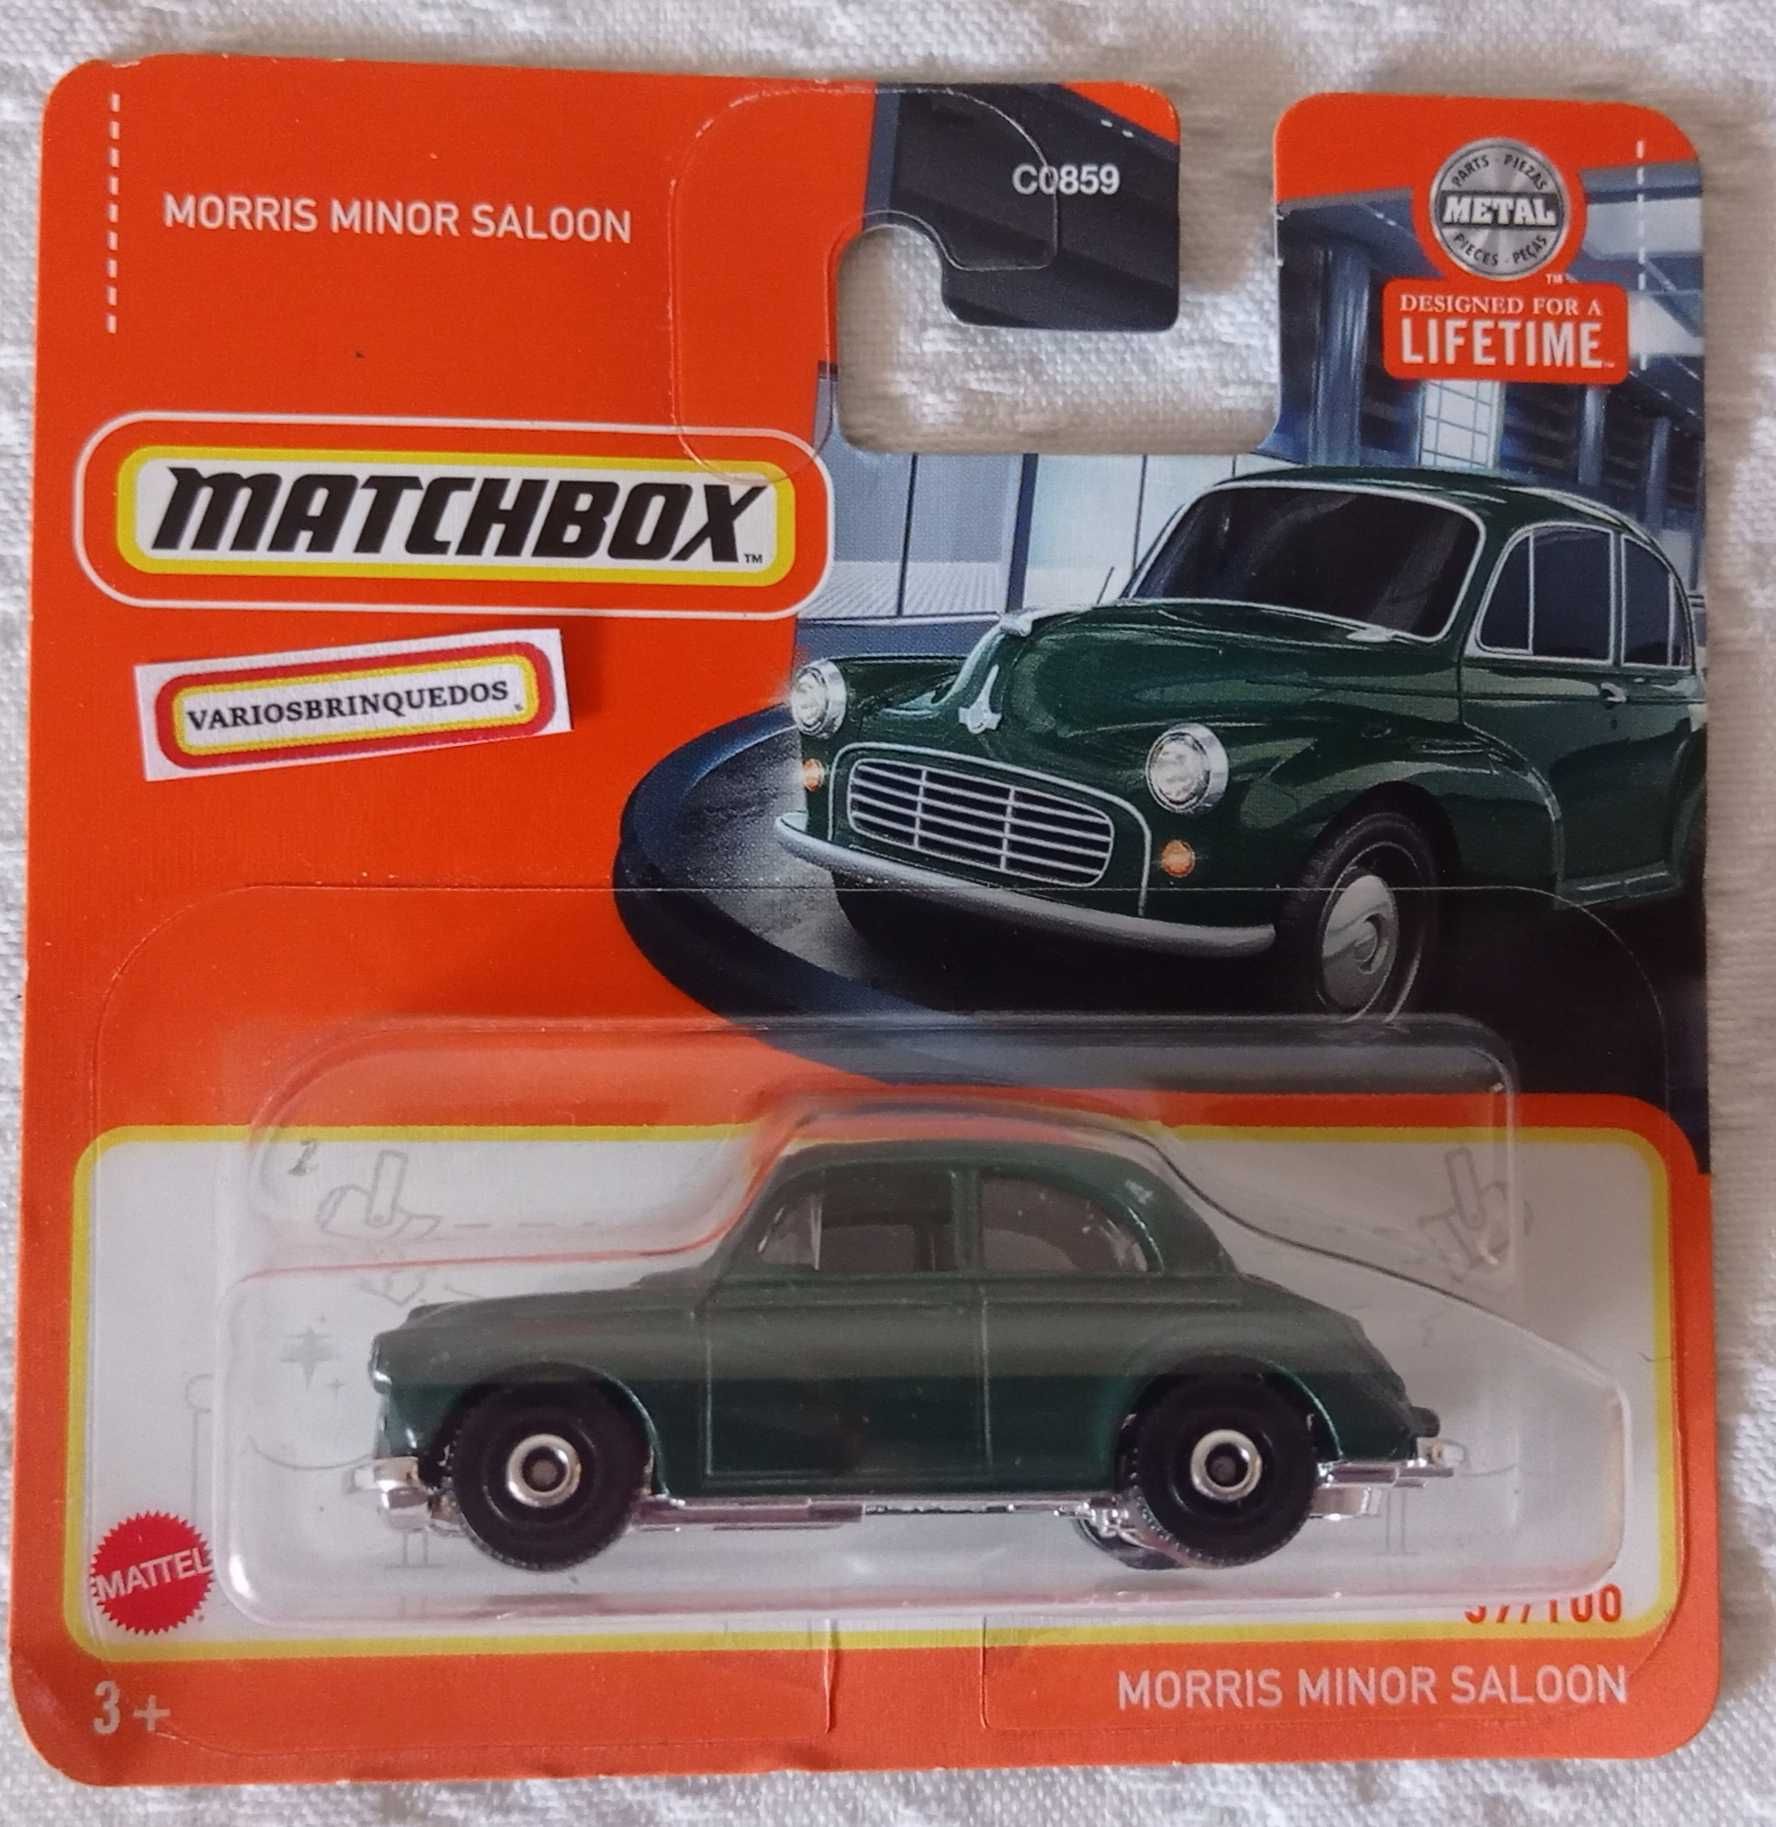 MORRIS MINOR SALOON
C0859
PARTS · PIEZAS
METAL
PIECES · PEÇAS
TM
DESIGNED FOR A
LIFETIME
MATCHBOX
TM
VARIOSBRINQUEDOS.
MATTEL
/100
3+
MORRIS MINOR SALOON